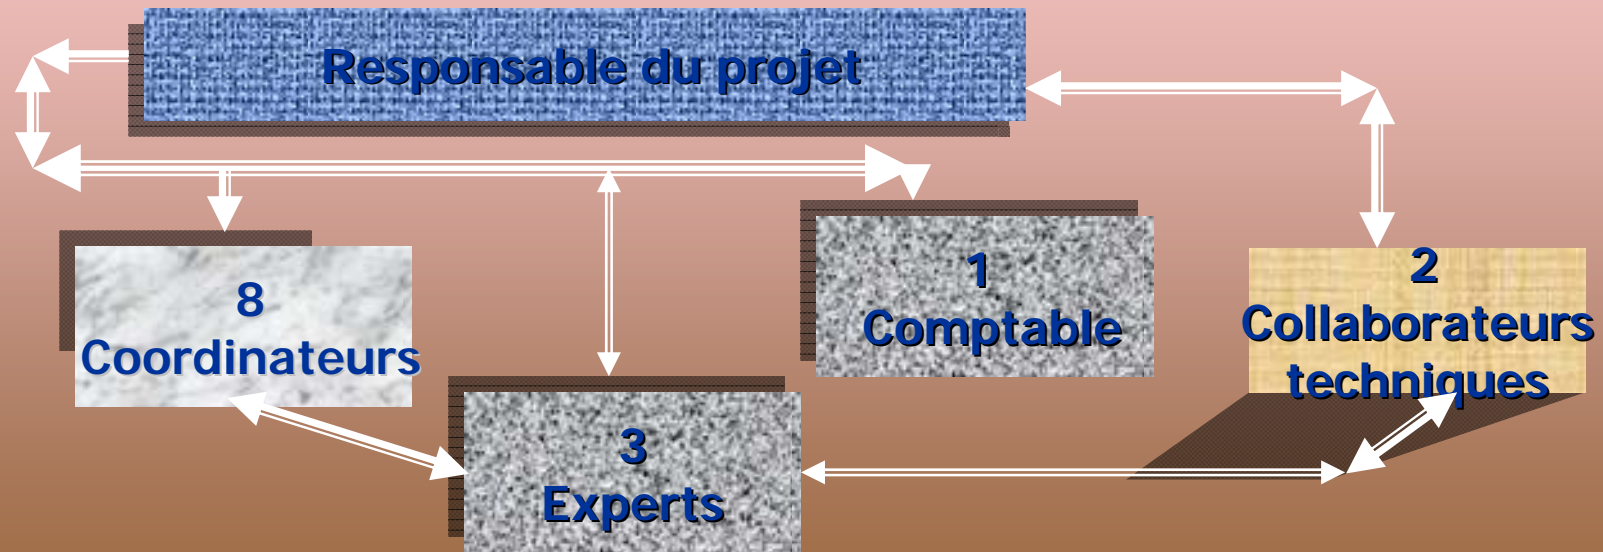 Responsable du projet
8
Coordinateurs
3
Experts
1
Comptable
2
Collaborateurs
techniques